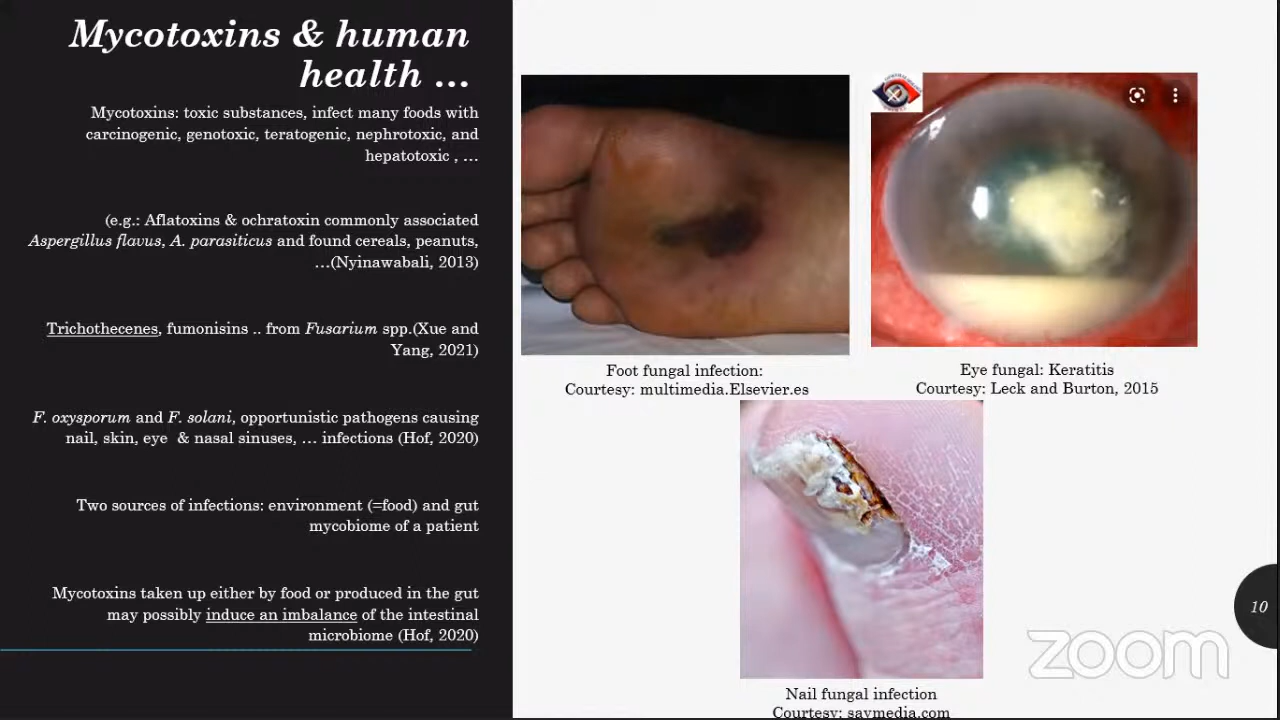 Mycotoxins & human
health ...
Mycotoxins: toxic substances, infect many foods with
carcinogenic, genotoxic, teratogenic, nephrotoxic, and
hepatotoxic , ...
(e.g.: Aflatoxins & ochratoxin commonly associated
Aspergillus flavus, A. parasiticus and found cereals, peanuts,
...(Nyinawabali, 2013)
Trichothecenes, fumonisins .. from Fusarium spp.(Xue and
Yang, 2021)
F. oxysporum and F. solani, opportunistic pathogens causing
nail, skin, eye & nasal sinuses, ... infections (Hof, 2020)
Two sources of infections: environment (=food) and gut
mycobiome of a patient
Mycotoxins taken up either by food or produced in the gut
may possibly induce an imbalance of the intestinal
microbiome (Hof, 2020)
Foot fungal infection:
Courtesy: multimedia.Elsevier.es
Eye fungal: Keratitis
Courtesy: Leck and Burton, 2015
Nail fungal infection
Courtesy: savmedia.com
10
zoom